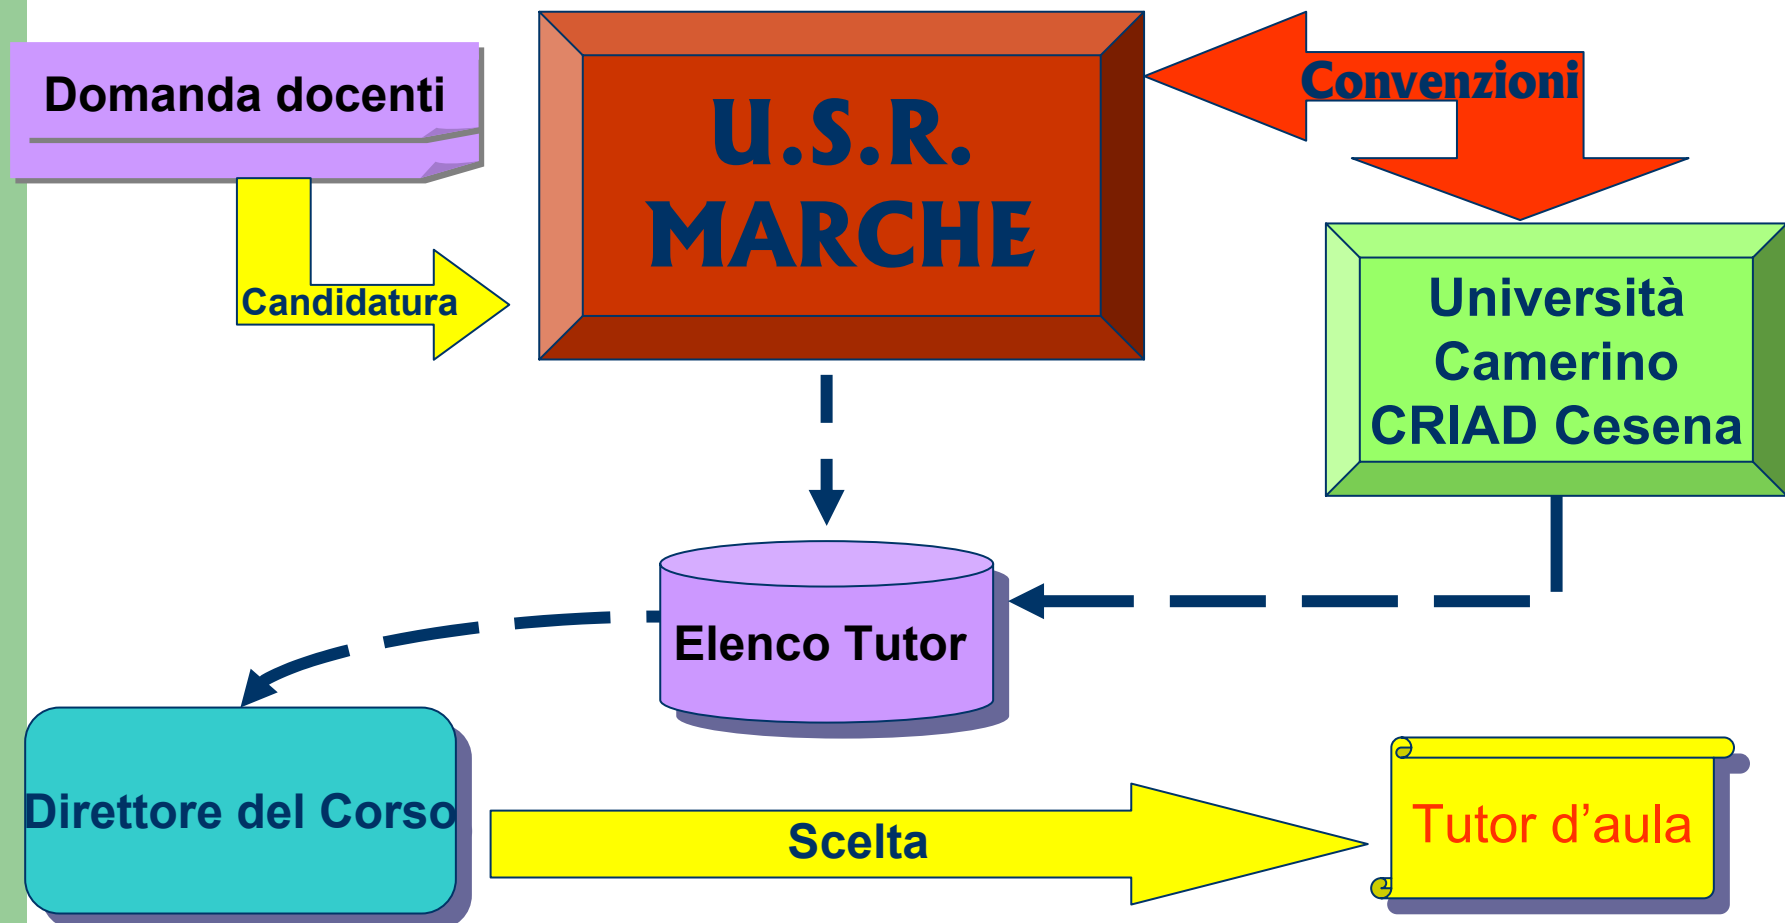 Domanda docenti
U.S.R.
MARCHE
Convenzioni
Candidatura
Università
Camerino
CRIAD Cesena
Elenco Tutor
Direttore del Corso
Scelta
Tutor d’aula